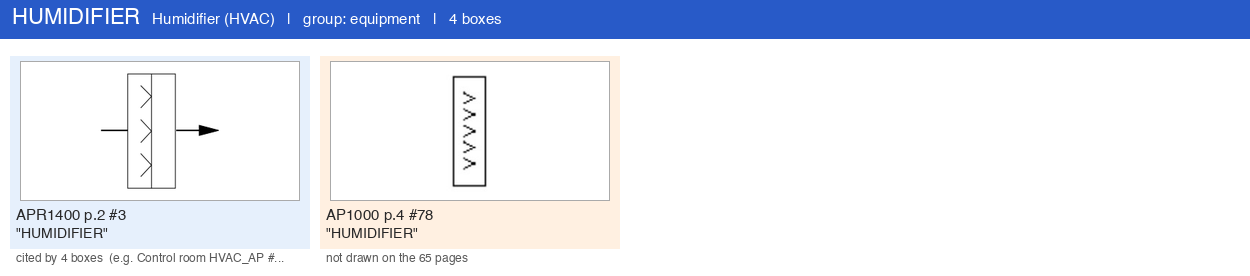 HUMIDIFIER Humidifier (HVAC) | group: equipment | 4 boxes
APR1400 p.2 #3
"HUMIDIFIER"
cited by 4 boxes (e.g. Control room HVAC_AP #...
AP1000 p.4 #78
"HUMIDIFIER"
not drawn on the 65 pages